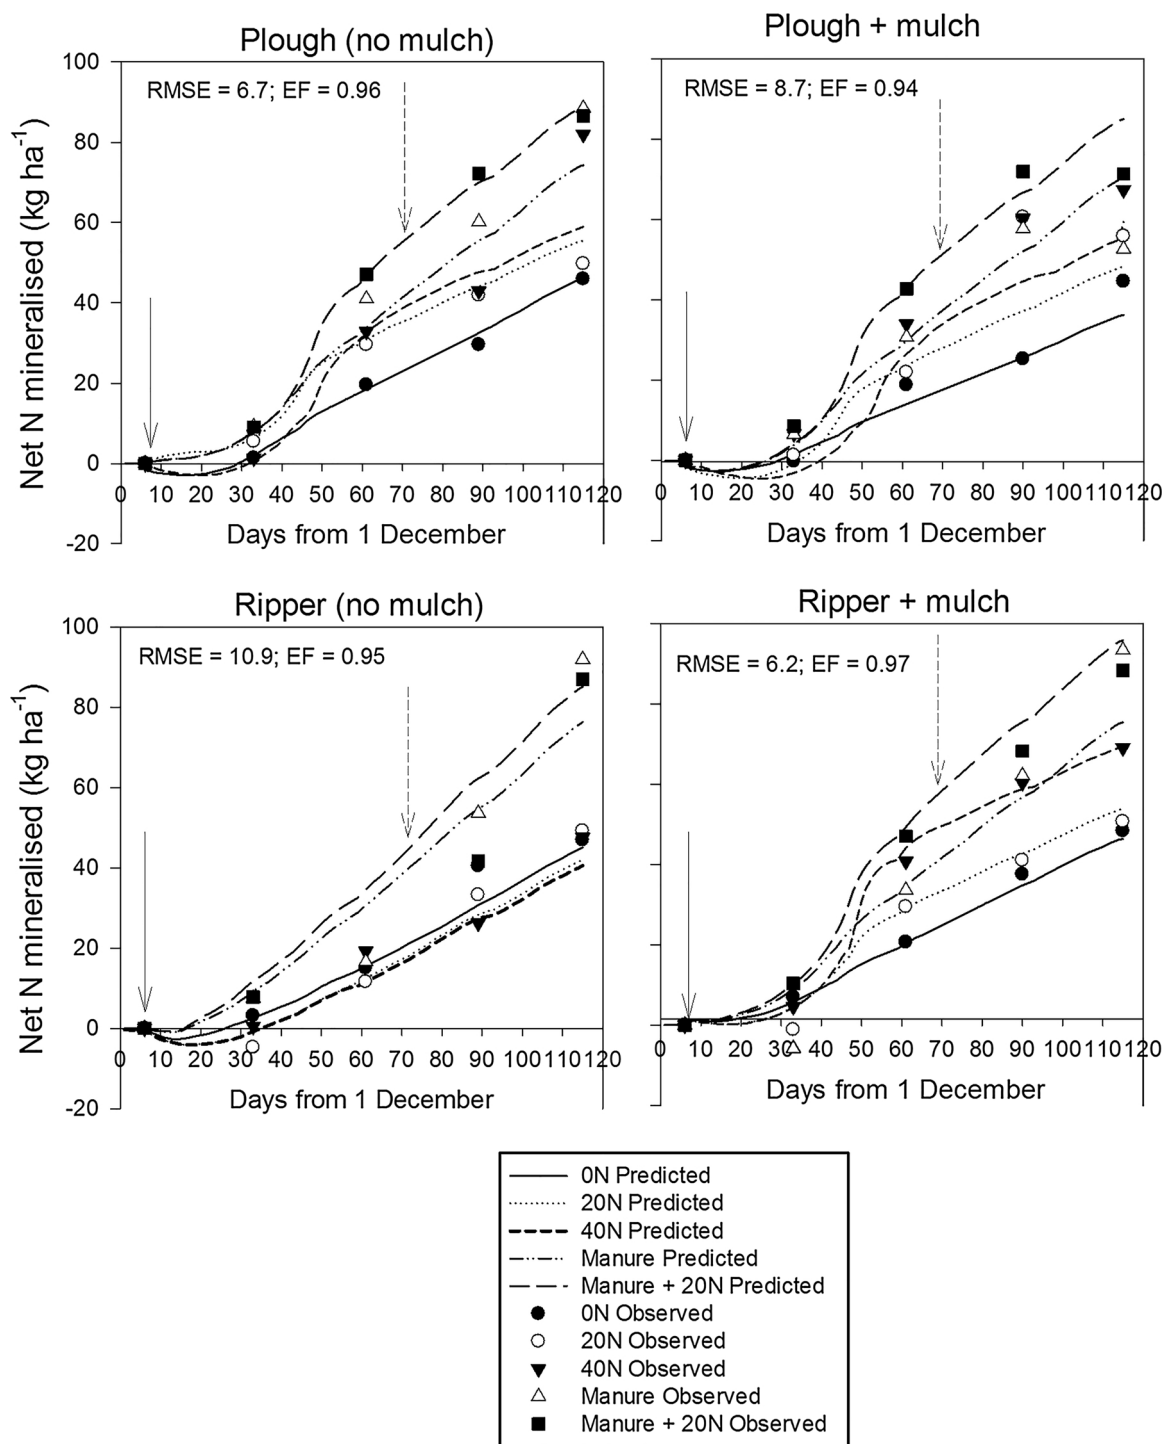 Plough (no mulch)
Plough + mulch
100
80
60
40
20
0
-20
Net N mineralised (kg ha⁻¹)
RMSE = 6.7; EF = 0.96
RMSE = 8.7; EF = 0.94
0 10 20 30 40 50 60 70 80 90 100 110 120
0 10 20 30 40 50 60 70 80 90 100 110 120
Days from 1 December
Days from 1 December
Ripper (no mulch)
Ripper + mulch
100
80
60
40
20
0
-20
Net N mineralised (kg ha⁻¹)
RMSE = 10.9; EF = 0.95
RMSE = 6.2; EF = 0.97
0 10 20 30 40 50 60 70 80 90 100 110 120
0 10 20 30 40 50 60 70 80 90 100 110 120
Days from 1 December
Days from 1 December
0N Predicted
20N Predicted
40N Predicted
Manure Predicted
Manure + 20N Predicted
0N Observed
20N Observed
40N Observed
Manure Observed
Manure + 20N Observed